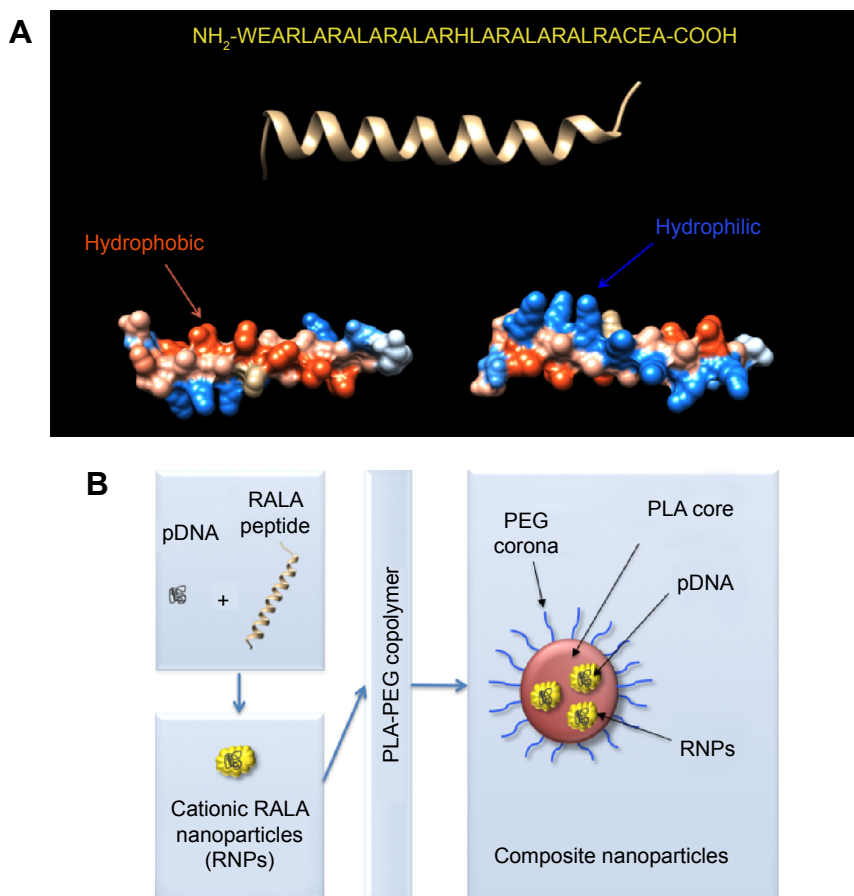 A
NH2-WEARLARALARALARHLARALARALRACEA-COOH
Hydrophobic
Hydrophilic
B
pDNA
RALA
peptide
+
Cationic RALA
nanoparticles
(RNPs)
PLA-PEG copolymer
PEG
corona
PLA core
pDNA
RNPs
Composite nanoparticles